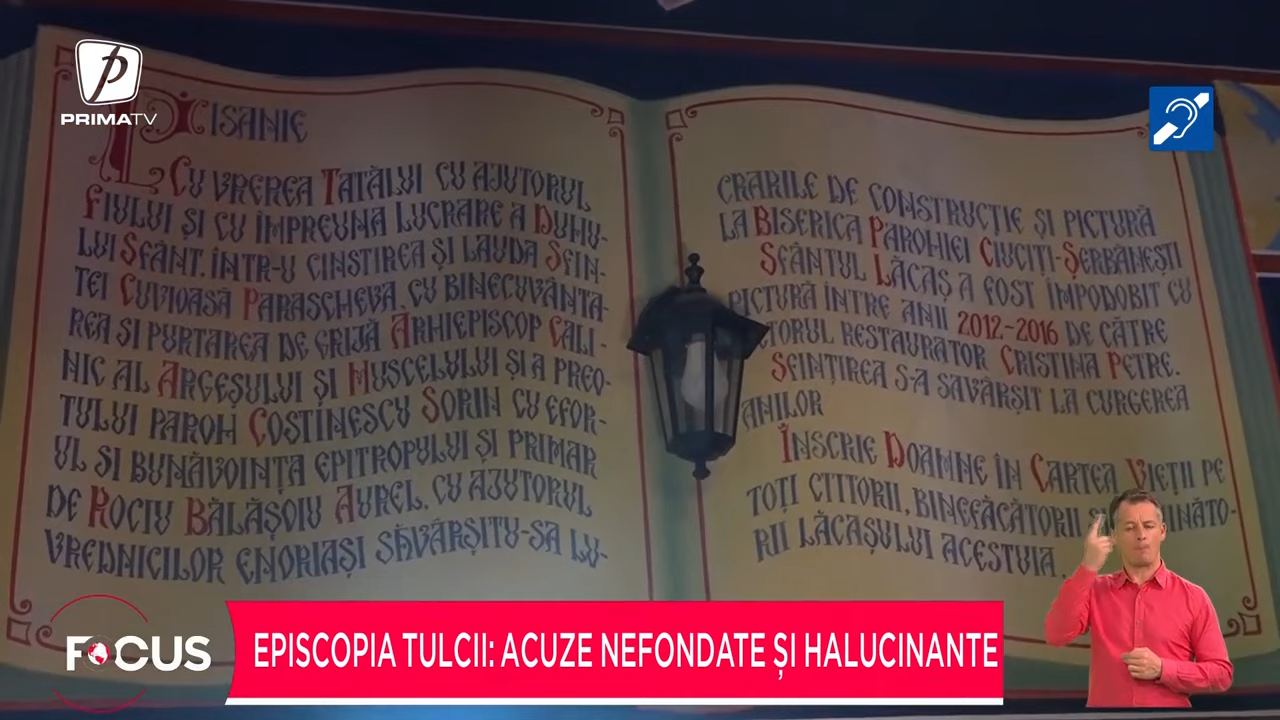 PRIMATV
PISANIE
CU VREREA TATĂLUI CU AJUTORUL
FIULUI ȘI CU ÎMPREUNA LUCRARE A DUHU-
LUI SFÂNT, ÎNTR-U CINSTIREA ȘI LAUDA SFIN-
TEI CUVIOASĂ PARASCHEVA, CU BINECUVÂNTA-
REA ȘI PURTAREA DE GRIJĂ ARHIEPISCOP CALI-
NIC AL ARGEȘULUI ȘI MUSCELULUI ȘI A PREO-
TULUI PAROH COSTINESCU SORIN CU EFOR-
UL ȘI BUNĂVOINȚA EPITROPULUI ȘI PRIMAR
DE ROCIU BĂLĂȘOIU AUREL, CU AJUTORUL
VREDNICILOR ENORIAȘI SĂVÂRȘITU-SA LU-
CRARILE DE CONSTRUCȚIE ȘI PICTURĂ
LA BISERICA PAROHIEI CIUCIȚI-ȘERBĂNEȘTI
SFÂNTUL LĂCAȘ A FOST ÎMPODOBIT CU
PICTURĂ ÎNTRE ANII 2012-2016 DE CĂTRE
TORUL RESTAURATOR CRISTINA PETRE.
SFINȚIREA S-A SAVÂRȘIT LA CURGEREA
ANILOR
ÎNSCRIE DOAMNE ÎN CARTEA VIEȚII PE
TOȚI CTITORII, BINEFĂCĂTORII
RII LĂCAȘULUI ACESTUIA.
FOCUS
EPISCOPIA TULCII: ACUZE NEFONDATE ȘI HALUCINANTE